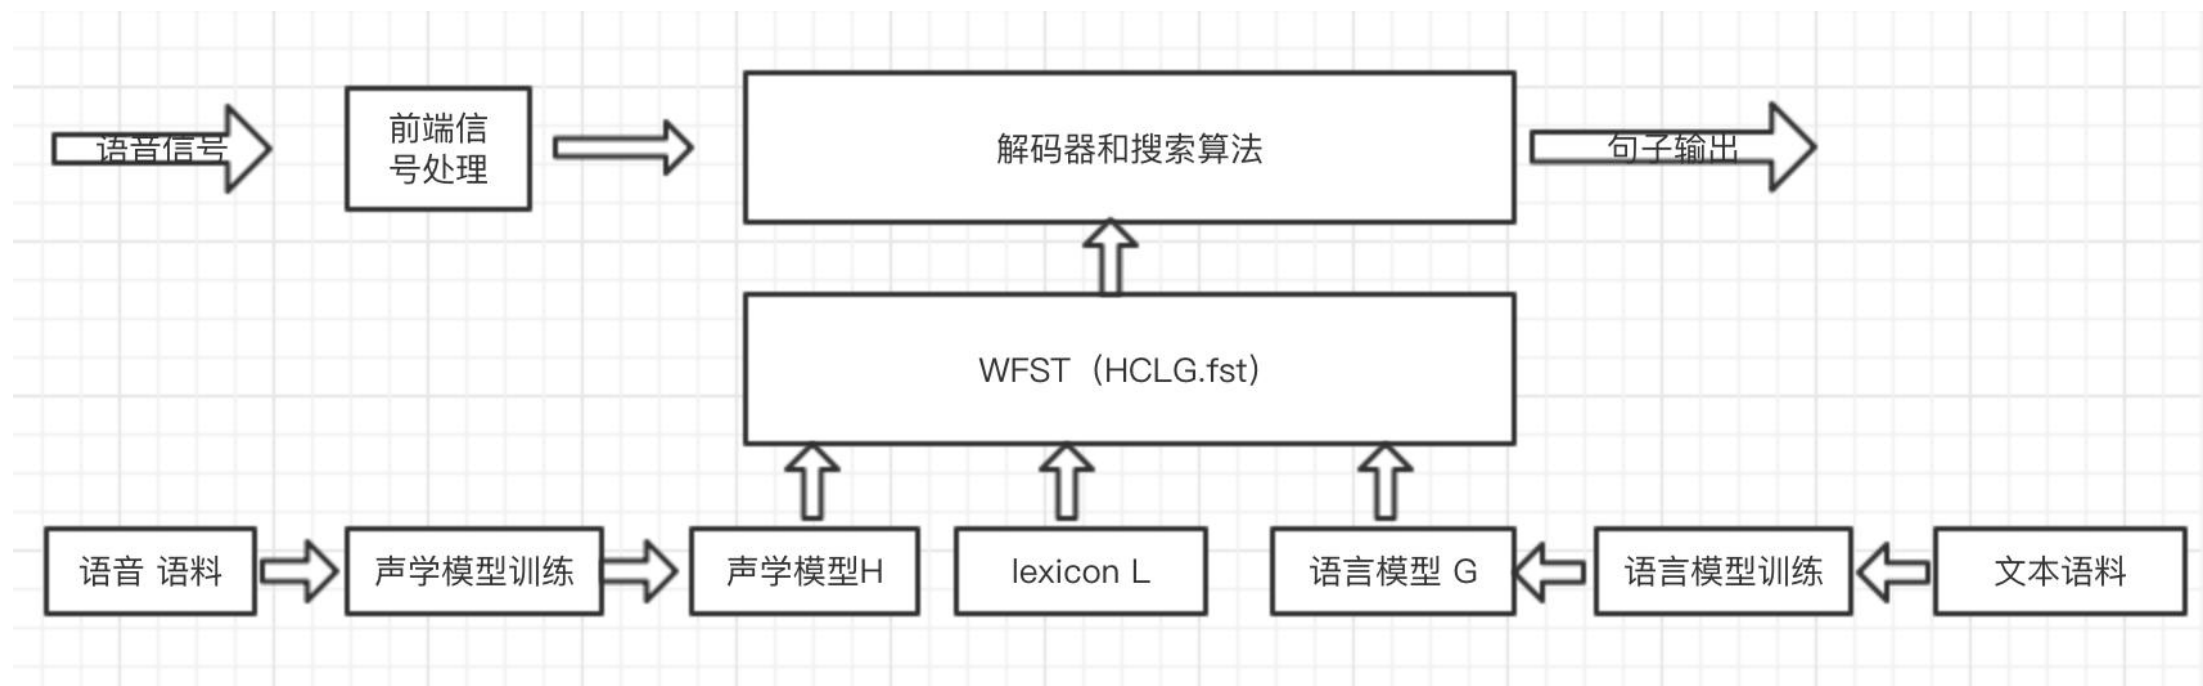 语音信号
前端信
号处理
解码器和搜索算法
句子输出
WFST（HCLG.fst）
语音 语料
声学模型训练
声学模型H
lexicon L
语言模型 G
语言模型训练
文本语料